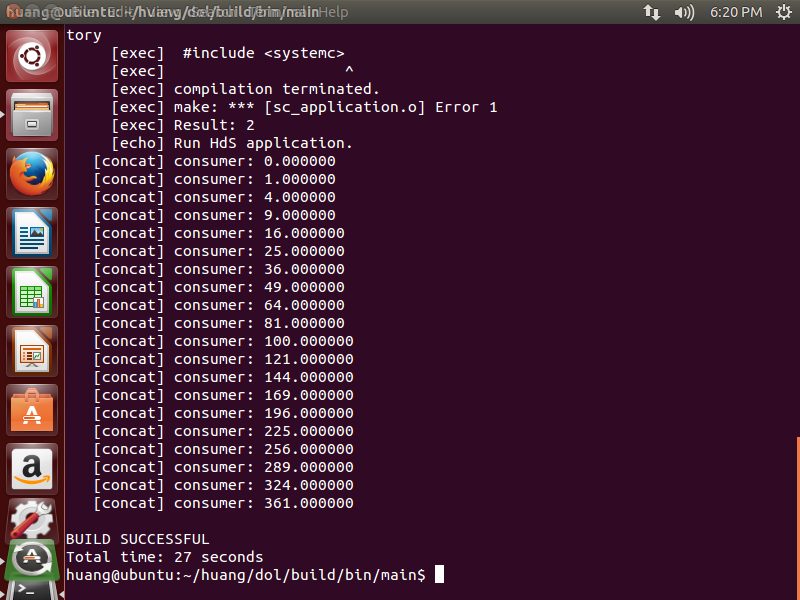 huang@ubuntu: ~/huang/dol/build/bin/main Help
6:20 PM
tory
[exec]  #include <systemc>
[exec]                    ^
[exec] compilation terminated.
[exec] make: *** [sc_application.o] Error 1
[exec] Result: 2
[echo] Run HdS application.
[concat] consumer: 0.000000
[concat] consumer: 1.000000
[concat] consumer: 4.000000
[concat] consumer: 9.000000
[concat] consumer: 16.000000
[concat] consumer: 25.000000
[concat] consumer: 36.000000
[concat] consumer: 49.000000
[concat] consumer: 64.000000
[concat] consumer: 81.000000
[concat] consumer: 100.000000
[concat] consumer: 121.000000
[concat] consumer: 144.000000
[concat] consumer: 169.000000
[concat] consumer: 196.000000
[concat] consumer: 225.000000
[concat] consumer: 256.000000
[concat] consumer: 289.000000
[concat] consumer: 324.000000
[concat] consumer: 361.000000
BUILD SUCCESSFUL
Total time: 27 seconds
huang@ubuntu:~/huang/dol/build/bin/main$